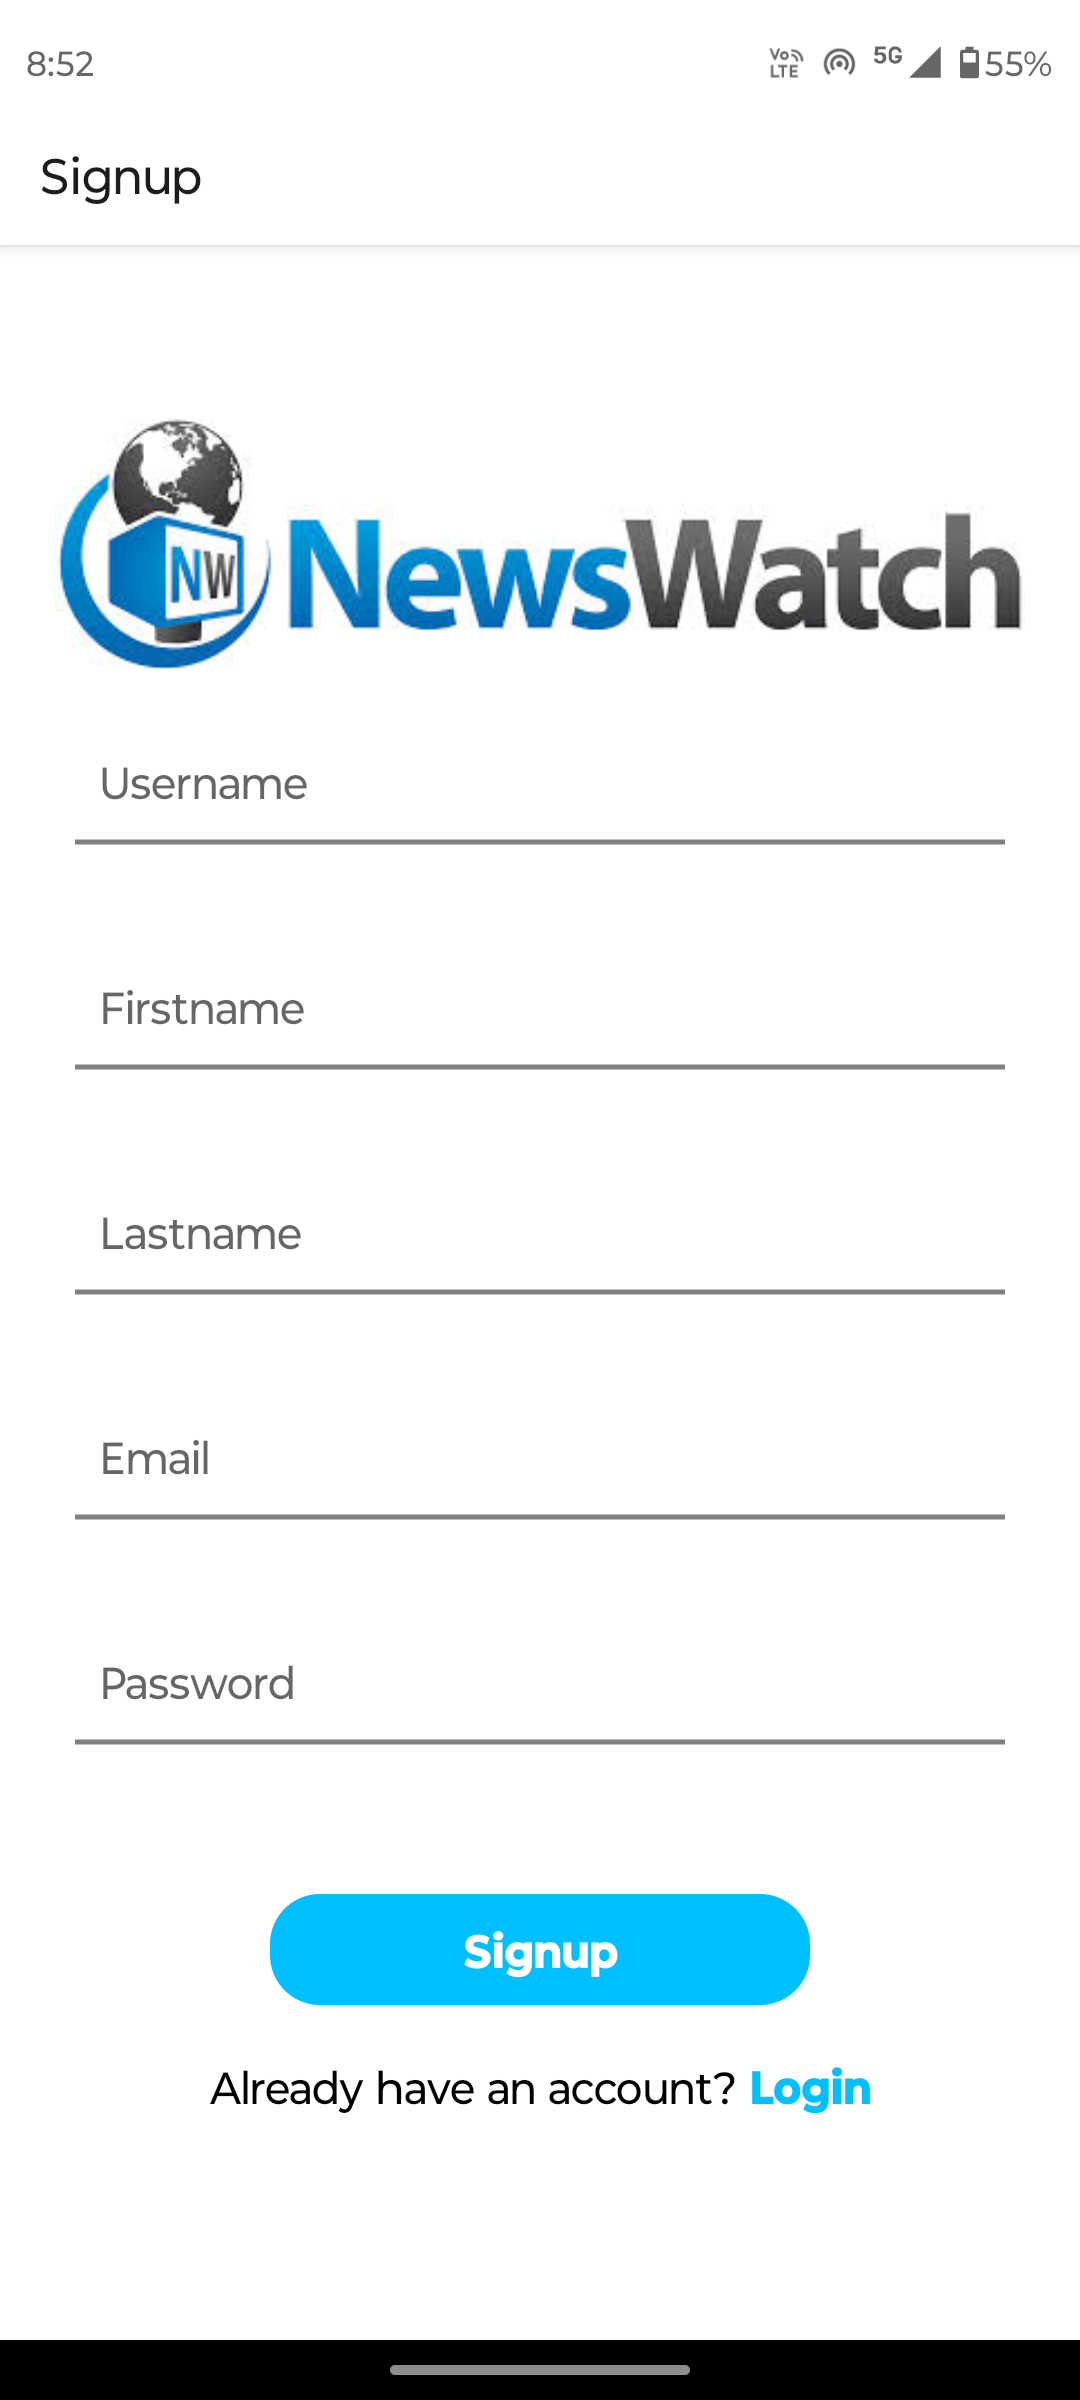 8:52 Vo LTE 5G 55%
Signup
NW NewsWatch
Username
Firstname
Lastname
Email
Password
Signup
Already have an account? Login